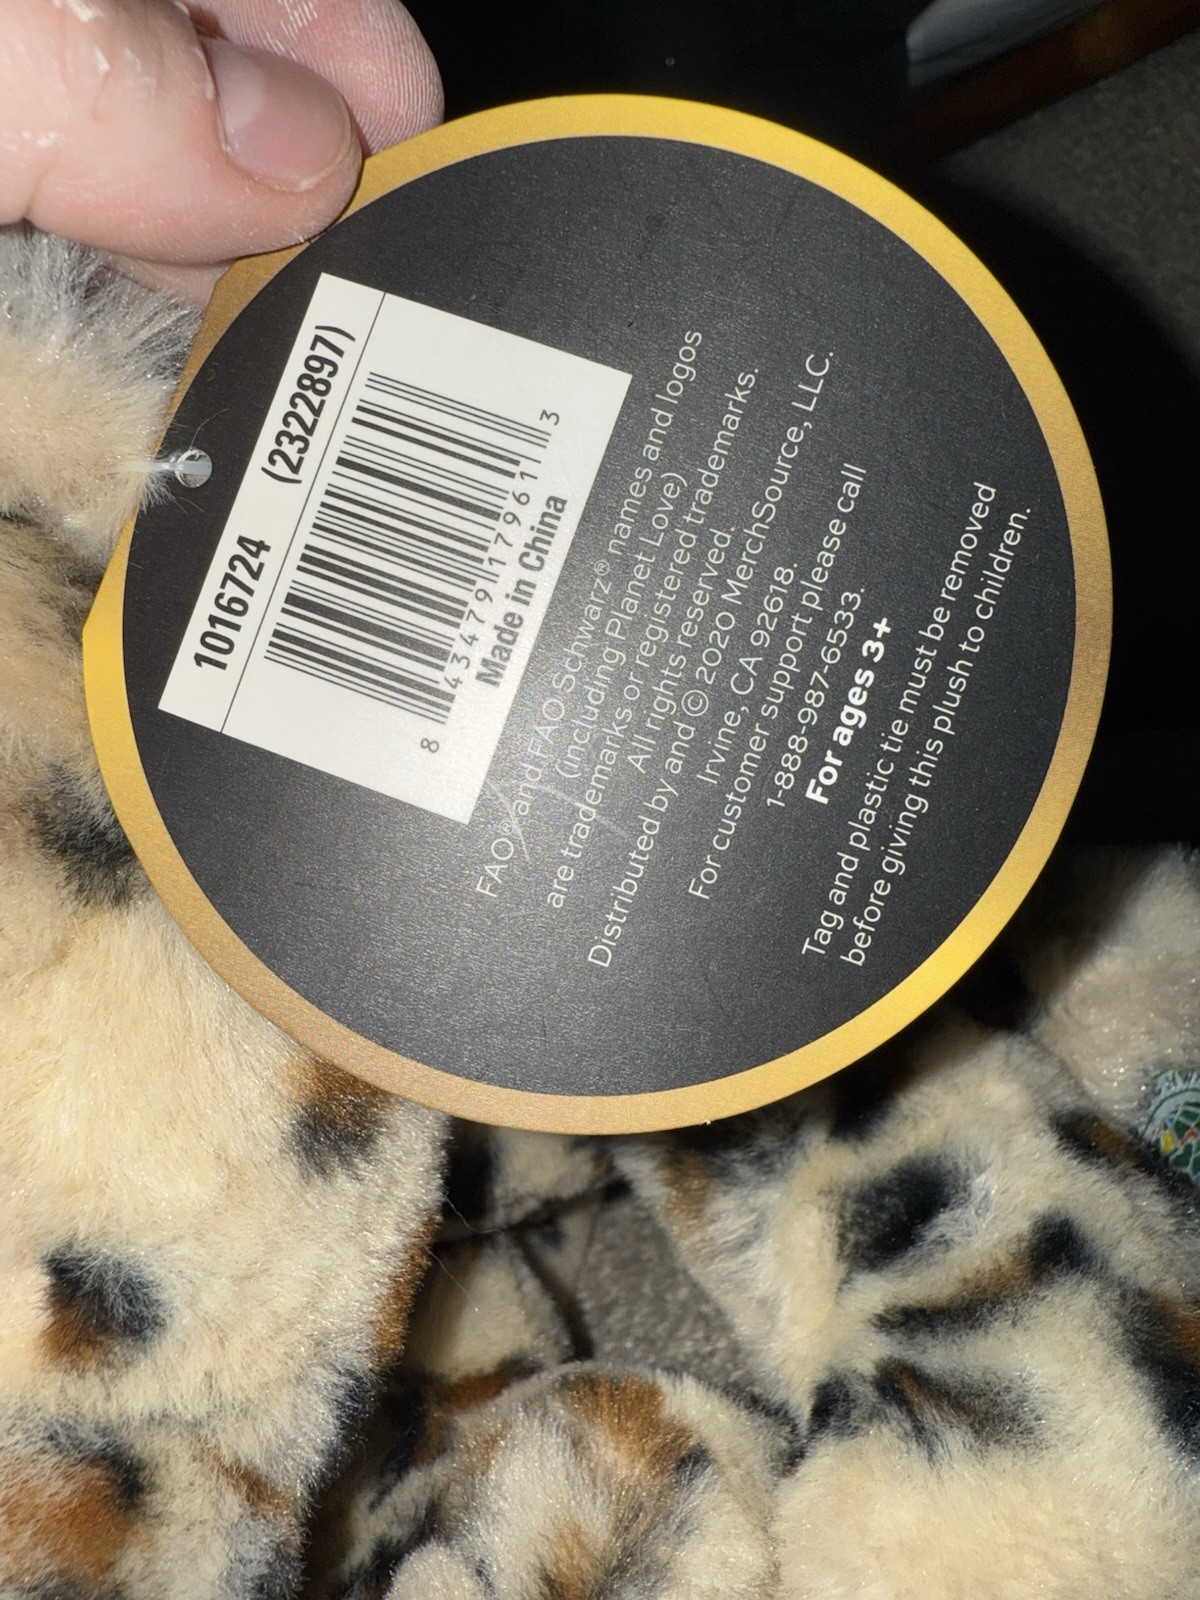 1016724 (2322897)
8 43479 17961 3
Made in China
FAO® and FAO Schwarz® names and logos
(including Planet Love)
are trademarks or registered trademarks.
All rights reserved.
Distributed by and © 2020 MerchSource, LLC.
Irvine, CA 92618.
For customer support please call
1-888-987-6533.
For ages 3+
Tag and plastic tie must be removed
before giving this plush to children.